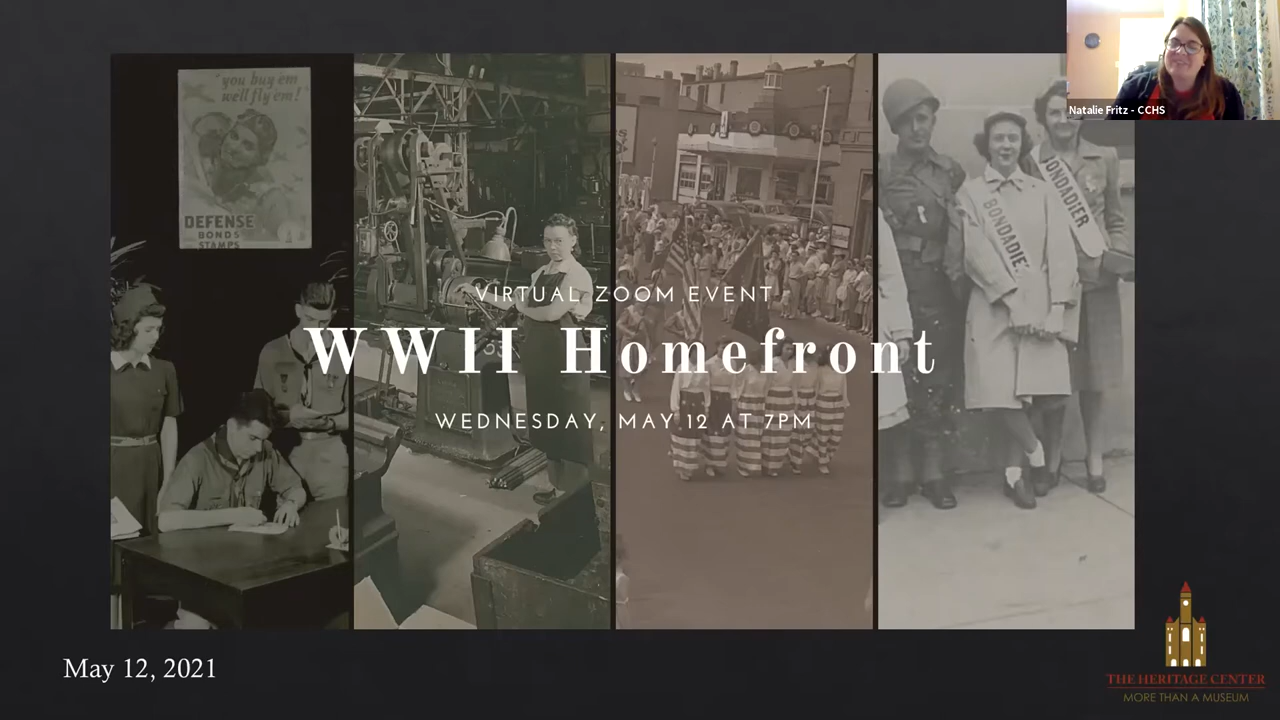 Natalie Fritz - CCHS
"you buy em
we'll fly em!
DEFENSE
BONDS
STAMPS
BONDADIE
BONDADIER
VIRTUAL ZOOM EVENT
WWII Homefront
WEDNESDAY, MAY 12 AT 7PM
May 12, 2021
THE HERITAGE CENTER
MORE THAN A MUSEUM